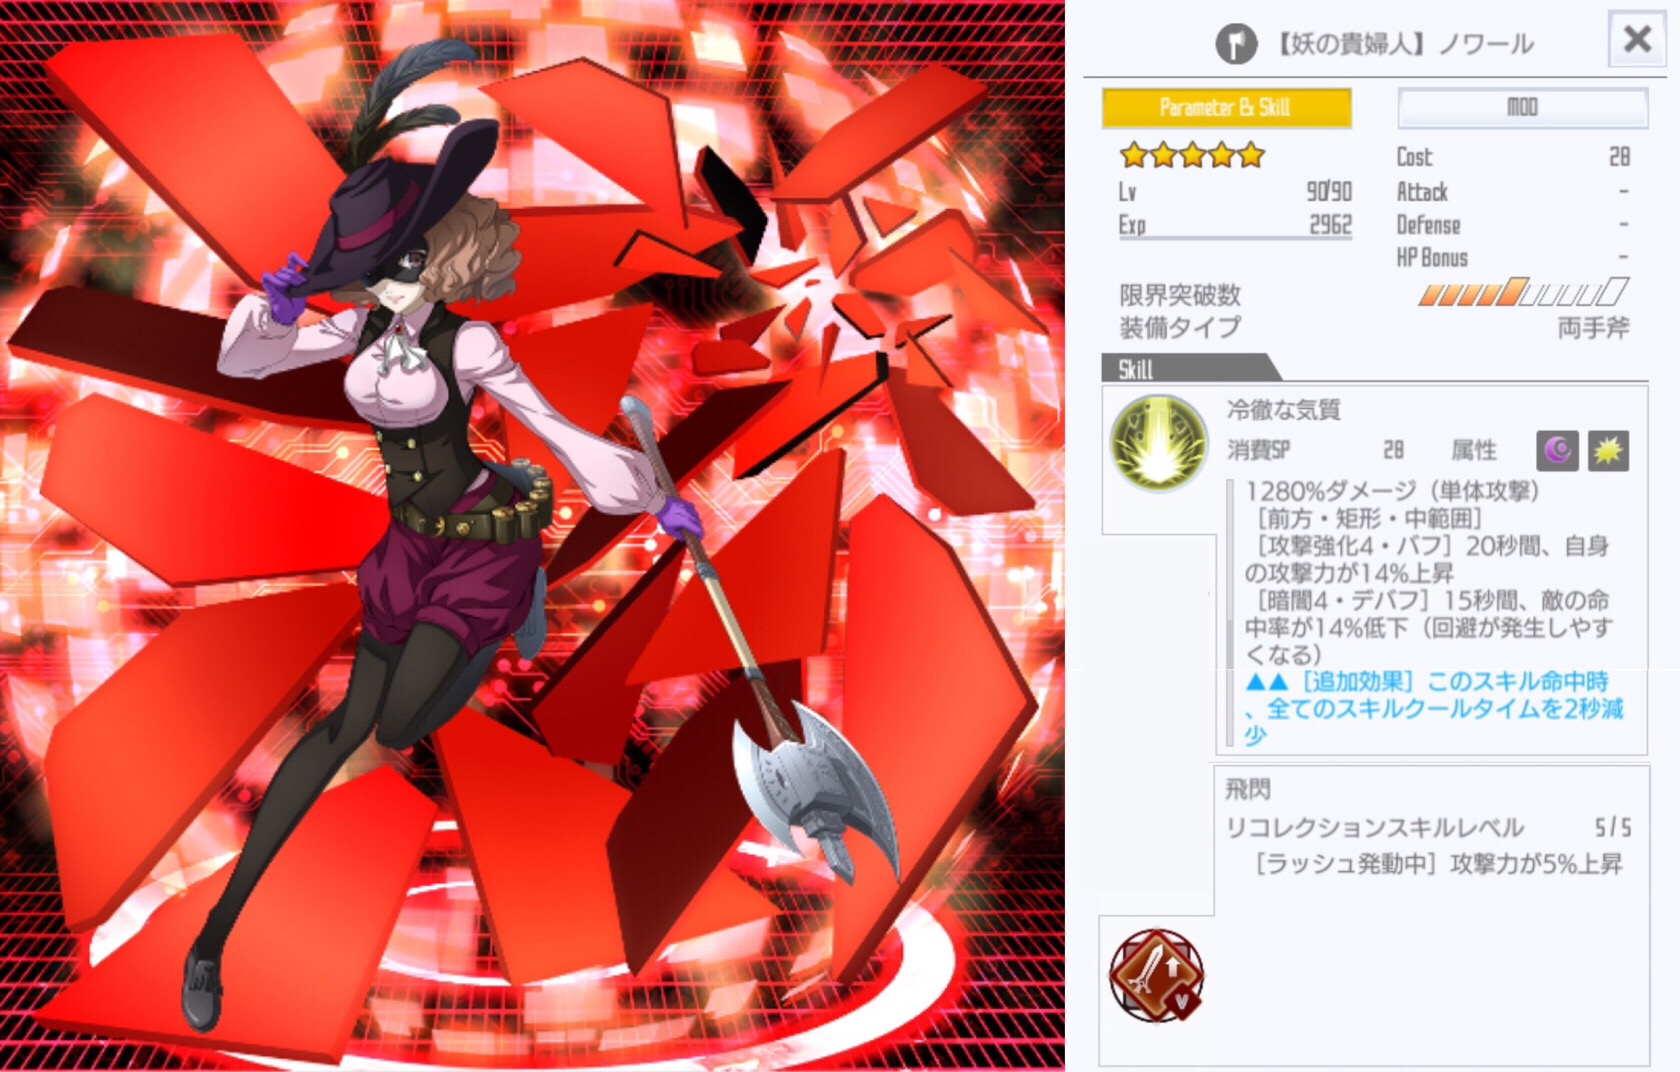 【妖の貴婦人】ノワール
Parameter & Skill
MOD
Lv 90/90
Exp 2962
Cost 28
Attack -
Defense -
HP Bonus -
限界突破数
装備タイプ 両手斧
Skill
冷徹な気質
消費SP 28 属性
1280%ダメージ（単体攻撃）
［前方・矩形・中範囲］
［攻撃強化4・バフ］20秒間、自身
の攻撃力が14%上昇
［暗闇4・デバフ］15秒間、敵の命
中率が14%低下（回避が発生しやす
くなる）
▲▲［追加効果］このスキル命中時
、全てのスキルクールタイムを2秒減
少
飛閃
リコレクションスキルレベル 5/5
［ラッシュ発動中］攻撃力が5%上昇
V